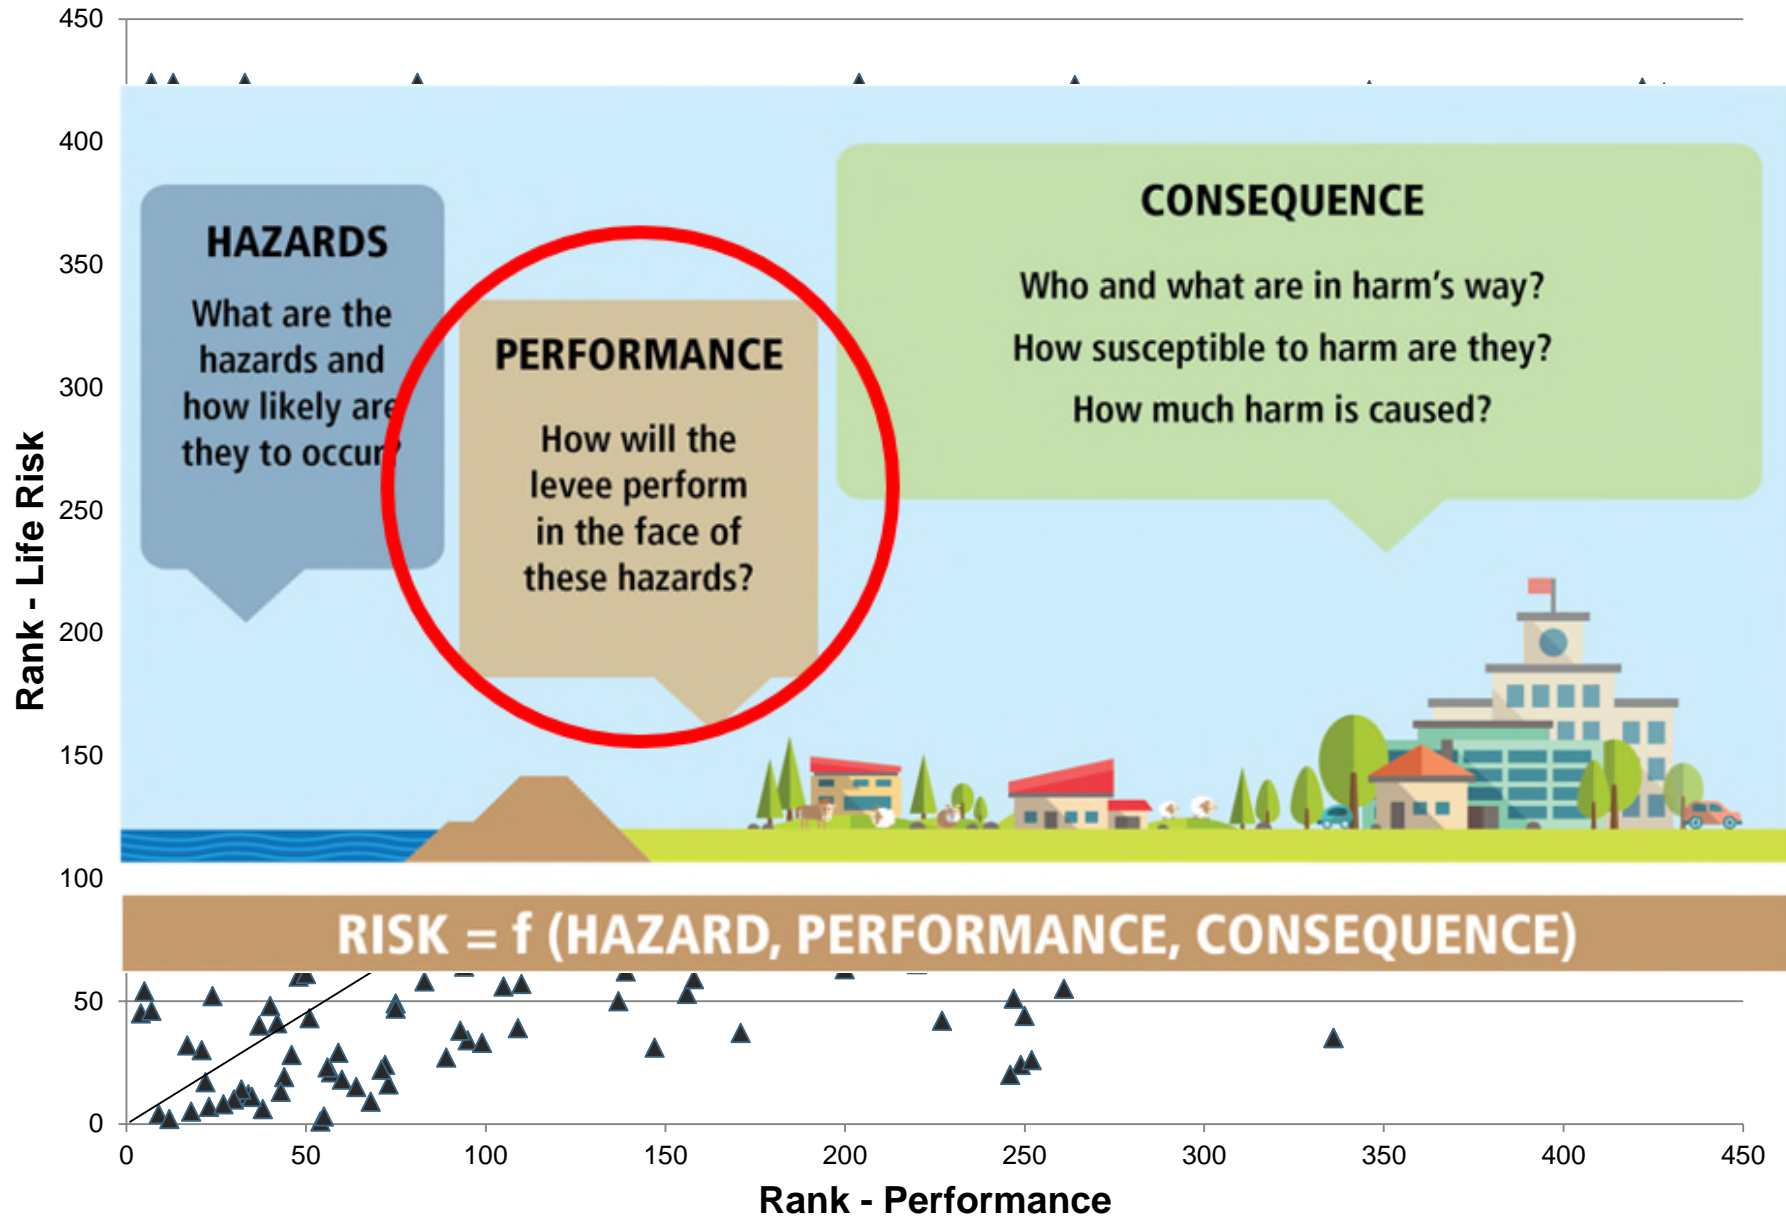 450
400
350
300
250
200
150
100
50
0
Rank - Life Risk
HAZARDS
What are the
hazards and
how likely are
they to occur?
PERFORMANCE
How will the
levee perform
in the face of
these hazards?
CONSEQUENCE
Who and what are in harm's way?
How susceptible to harm are they?
How much harm is caused?
RISK = f (HAZARD, PERFORMANCE, CONSEQUENCE)
0 50 100 150 200 250 300 350 400 450
Rank - Performance